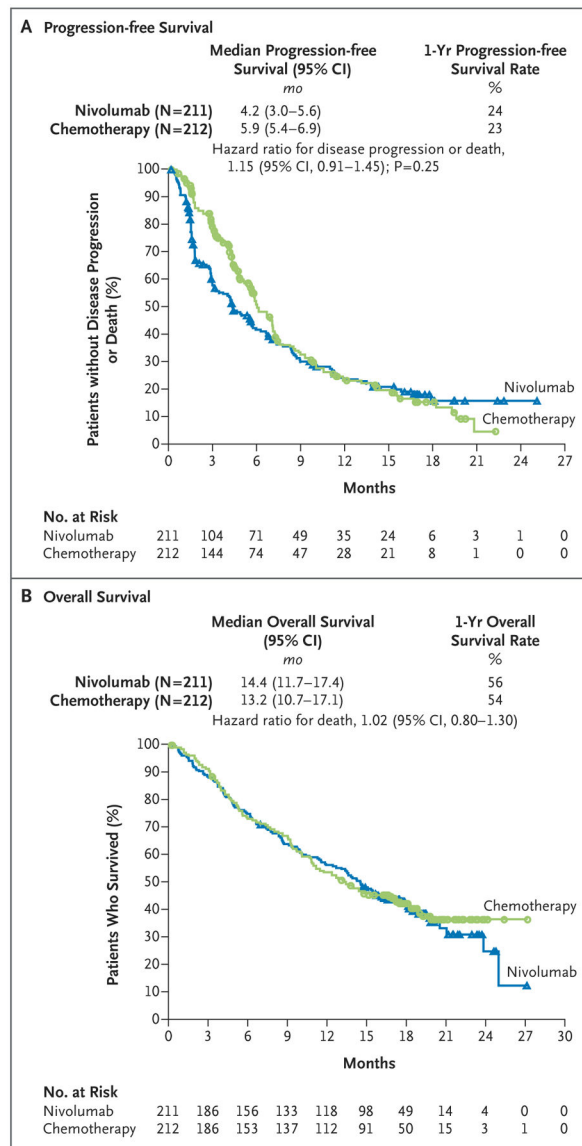 A Progression-free Survival
Median Progression-free Survival (95% CI) 1-Yr Progression-free Survival Rate
mo %
Nivolumab (N=211) 4.2 (3.0–5.6) 24
Chemotherapy (N=212) 5.9 (5.4–6.9) 23
Hazard ratio for disease progression or death,
1.15 (95% CI, 0.91–1.45); P=0.25
Patients without Disease Progression
or Death (%)
100
90
80
70
60
50
40
30
20
10
0
Nivolumab
Chemotherapy
0 3 6 9 12 15 18 21 24 27
Months
No. at Risk
Nivolumab 211 104 71 49 35 24 6 3 1 0
Chemotherapy 212 144 74 47 28 21 8 1 0 0
B Overall Survival
Median Overall Survival (95% CI) 1-Yr Overall Survival Rate
mo %
Nivolumab (N=211) 14.4 (11.7–17.4) 56
Chemotherapy (N=212) 13.2 (10.7–17.1) 54
Hazard ratio for death, 1.02 (95% CI, 0.80–1.30)
Patients Who Survived (%)
100
90
80
70
60
50
40
30
20
10
0
Chemotherapy
Nivolumab
0 3 6 9 12 15 18 21 24 27 30
Months
No. at Risk
Nivolumab 211 186 156 133 118 98 49 14 4 0 0
Chemotherapy 212 186 153 137 112 91 50 15 3 1 0